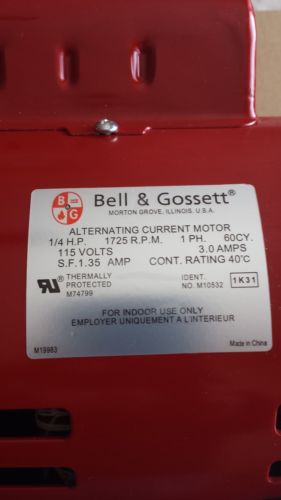 B&G Bell & Gossett®
MORTON GROVE, ILLINOIS, U.S.A.
ALTERNATING CURRENT MOTOR
1/4 H.P. 1725 R.P.M. 1 PH. 60CY.
115 VOLTS 3.0 AMPS
S.F.1.35 AMP CONT. RATING 40°C
THERMALLY PROTECTED M74799
IDENT. NO. M10532 1K31
FOR INDOOR USE ONLY
EMPLOYER UNIQUEMENT A L'INTERIEUR
M19983 Made in China